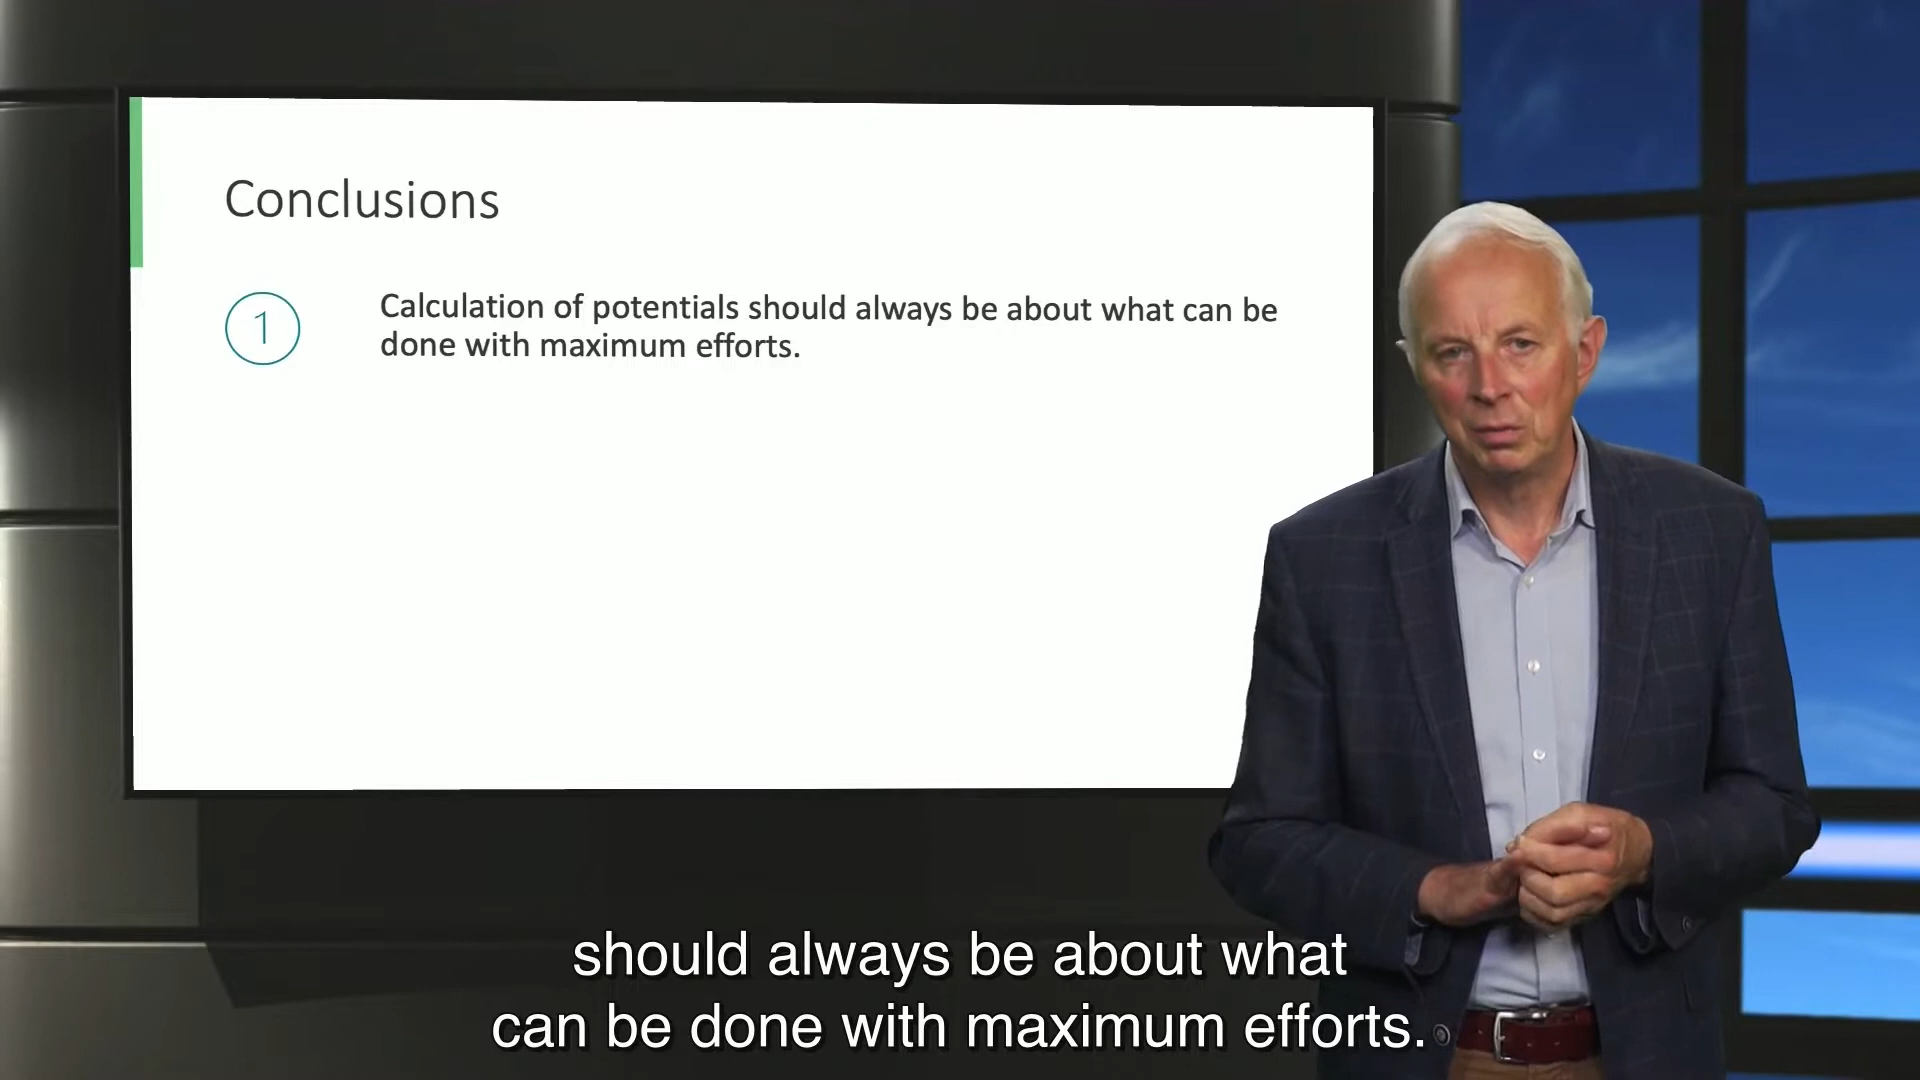 Conclusions
1
Calculation of potentials should always be about what can be
done with maximum efforts.
should always be about what
can be done with maximum efforts.